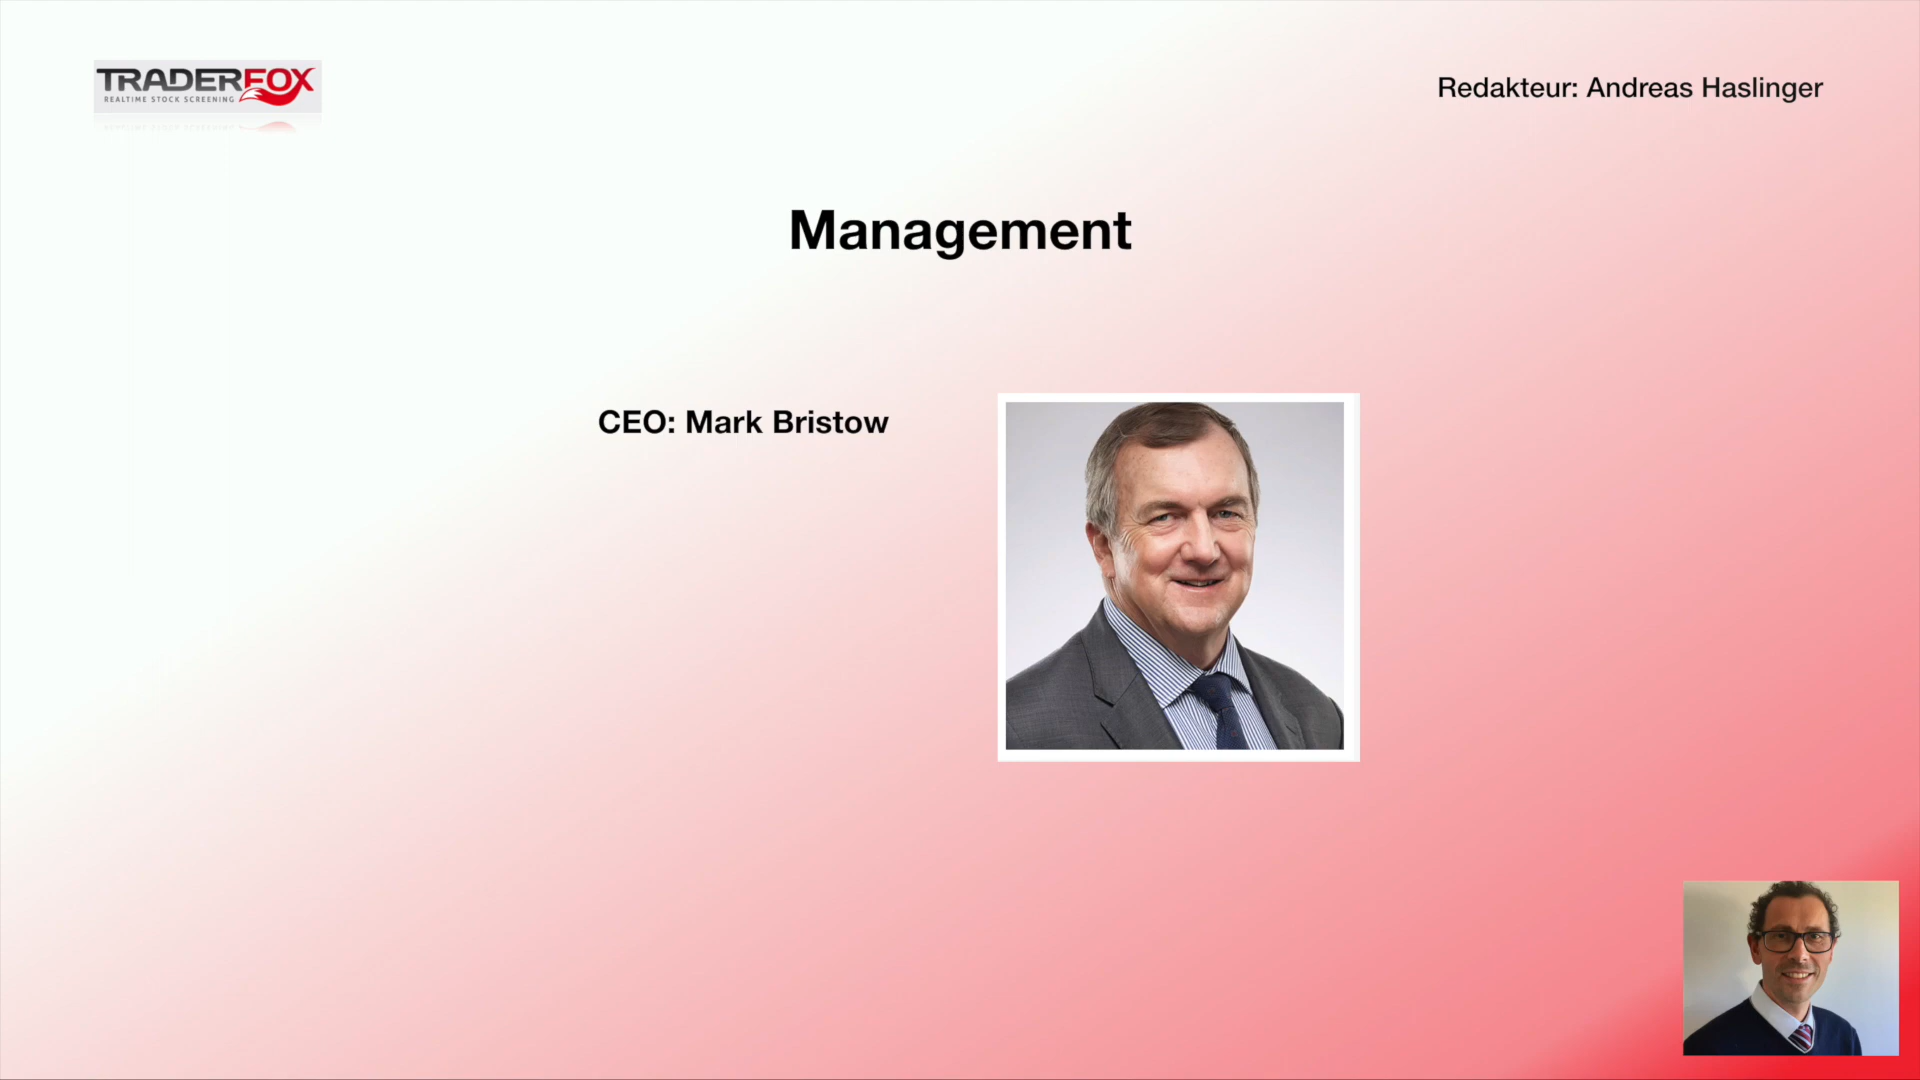 TRADERFOX
REALTIME STOCK SCREENING
Redakteur: Andreas Haslinger
Management
CEO: Mark Bristow